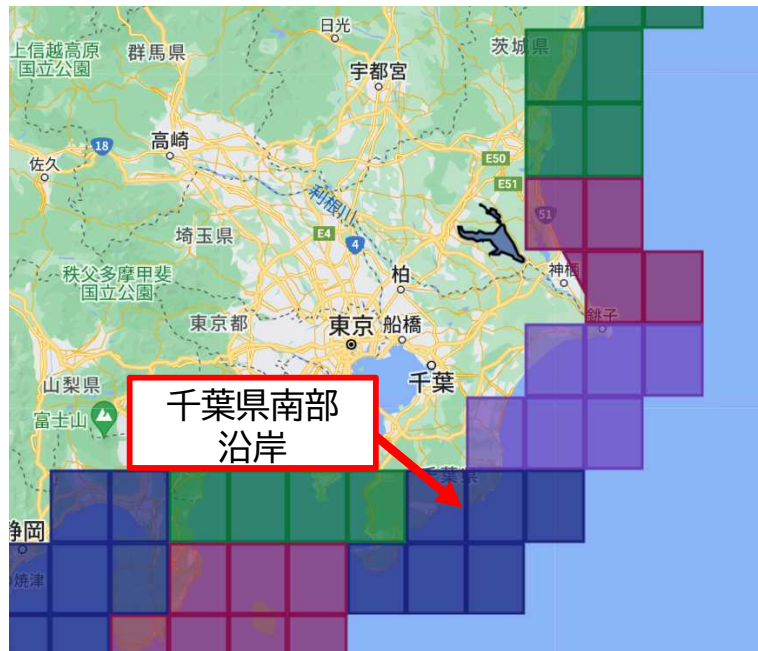 日光
上信越高原
国立公園
群馬県
茨城県
宇都宮
高崎
18
佐久
E50
E51
利根川
51
埼玉県
E4
4
神栖
柏
秩父多摩甲斐
国立公園
銚子
東京都
東京
船橋
山梨県
千葉
富士山
千葉県南部
沿岸
千葉県
静岡
焼津